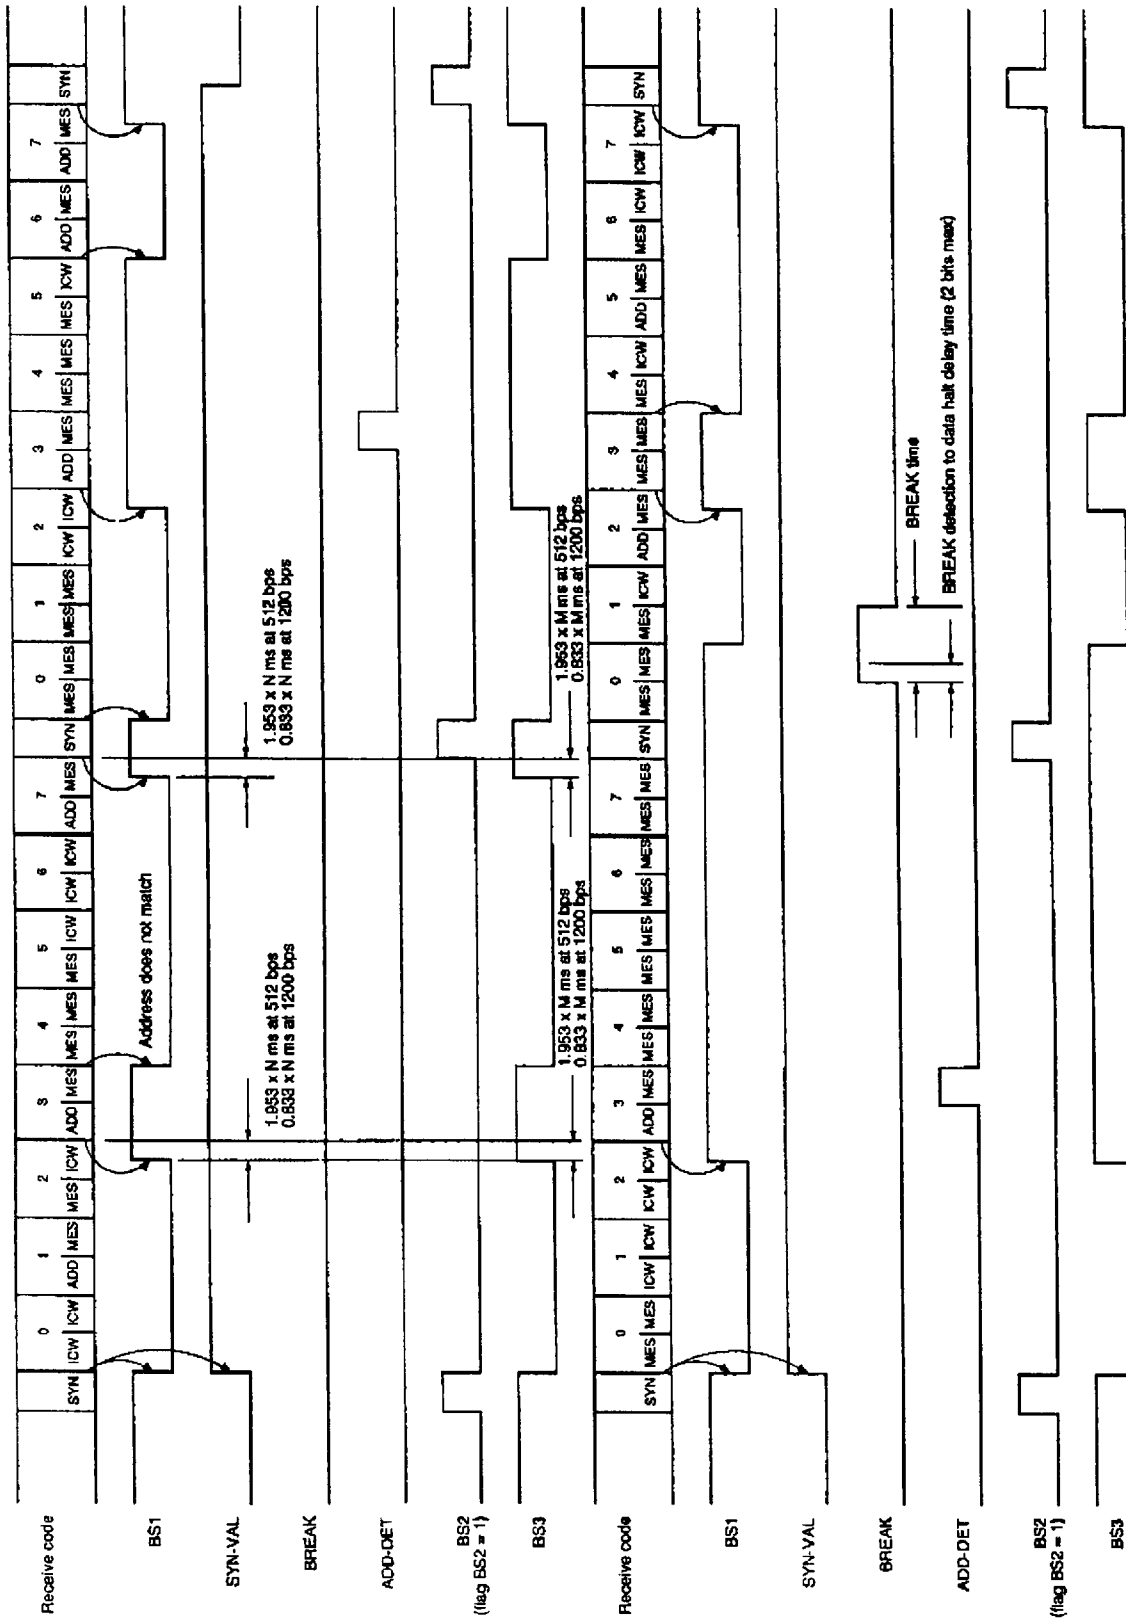 0 1 2 3 4 5 6 7 0 1 2 3 4 5 6 7
Receive code SYN ICW ICW ADD MES MES ICW ADD MES MES MES MES ICW ICW ICW ADD MES SYN MES MES MES MES ICW ICW ADD MES MES MES MES ICW ADD MES ADD MES SYN
BS1
Address does not match
SYN-VAL
1.953 x N ms at 512 bps
0.833 x N ms at 1200 bps
1.953 x N ms at 512 bps
0.833 x N ms at 1200 bps
BREAK
ADD-DET
BS2
(flag BS2 = 1)
BS3
1.953 x M ms at 512 bps
0.833 x M ms at 1200 bps
1.953 x M ms at 512 bps
0.833 x M ms at 1200 bps
0 1 2 3 4 5 6 7 0 1 2 3 4 5 6 7
Receive code SYN MES MES ICW ICW ICW ICW ADD MES MES MES MES MES MES MES MES MES SYN MES MES MES ICW ADD MES MES MES MES ICW ADD MES MES ICW ICW ICW SYN
BS1
SYN-VAL
BREAK
BREAK time
BREAK detection to data halt delay time (2 bits max)
ADD-DET
BS2
(flag BS2 = 1)
BS3